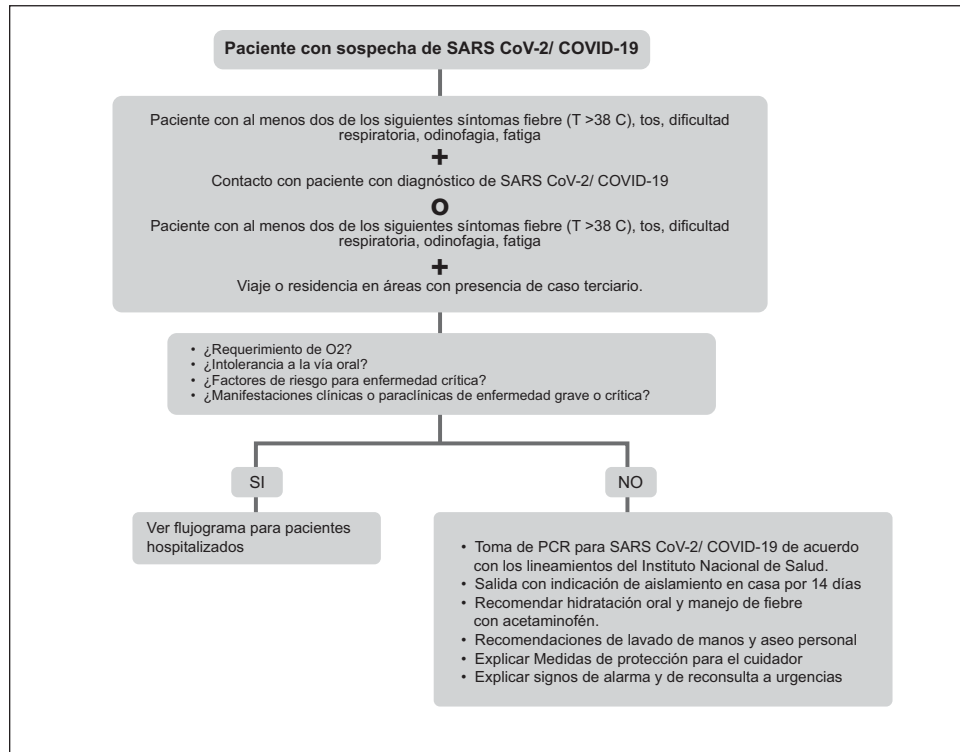 Paciente con sospecha de SARS CoV-2/ COVID-19
Paciente con al menos dos de los siguientes síntomas fiebre (T >38 C), tos, dificultad
respiratoria, odinofagia, fatiga
+
Contacto con paciente con diagnóstico de SARS CoV-2/ COVID-19
O
Paciente con al menos dos de los siguientes síntomas fiebre (T >38 C), tos, dificultad
respiratoria, odinofagia, fatiga
+
Viaje o residencia en áreas con presencia de caso terciario.
• ¿Requerimiento de O2?
• ¿Intolerancia a la vía oral?
• ¿Factores de riesgo para enfermedad crítica?
• ¿Manifestaciones clínicas o paraclínicas de enfermedad grave o crítica?
SI
NO
Ver flujograma para pacientes
hospitalizados
• Toma de PCR para SARS CoV-2/ COVID-19 de acuerdo
con los lineamientos del Instituto Nacional de Salud.
• Salida con indicación de aislamiento en casa por 14 días
• Recomendar hidratación oral y manejo de fiebre
con acetaminofén.
• Recomendaciones de lavado de manos y aseo personal
• Explicar Medidas de protección para el cuidador
• Explicar signos de alarma y de reconsulta a urgencias